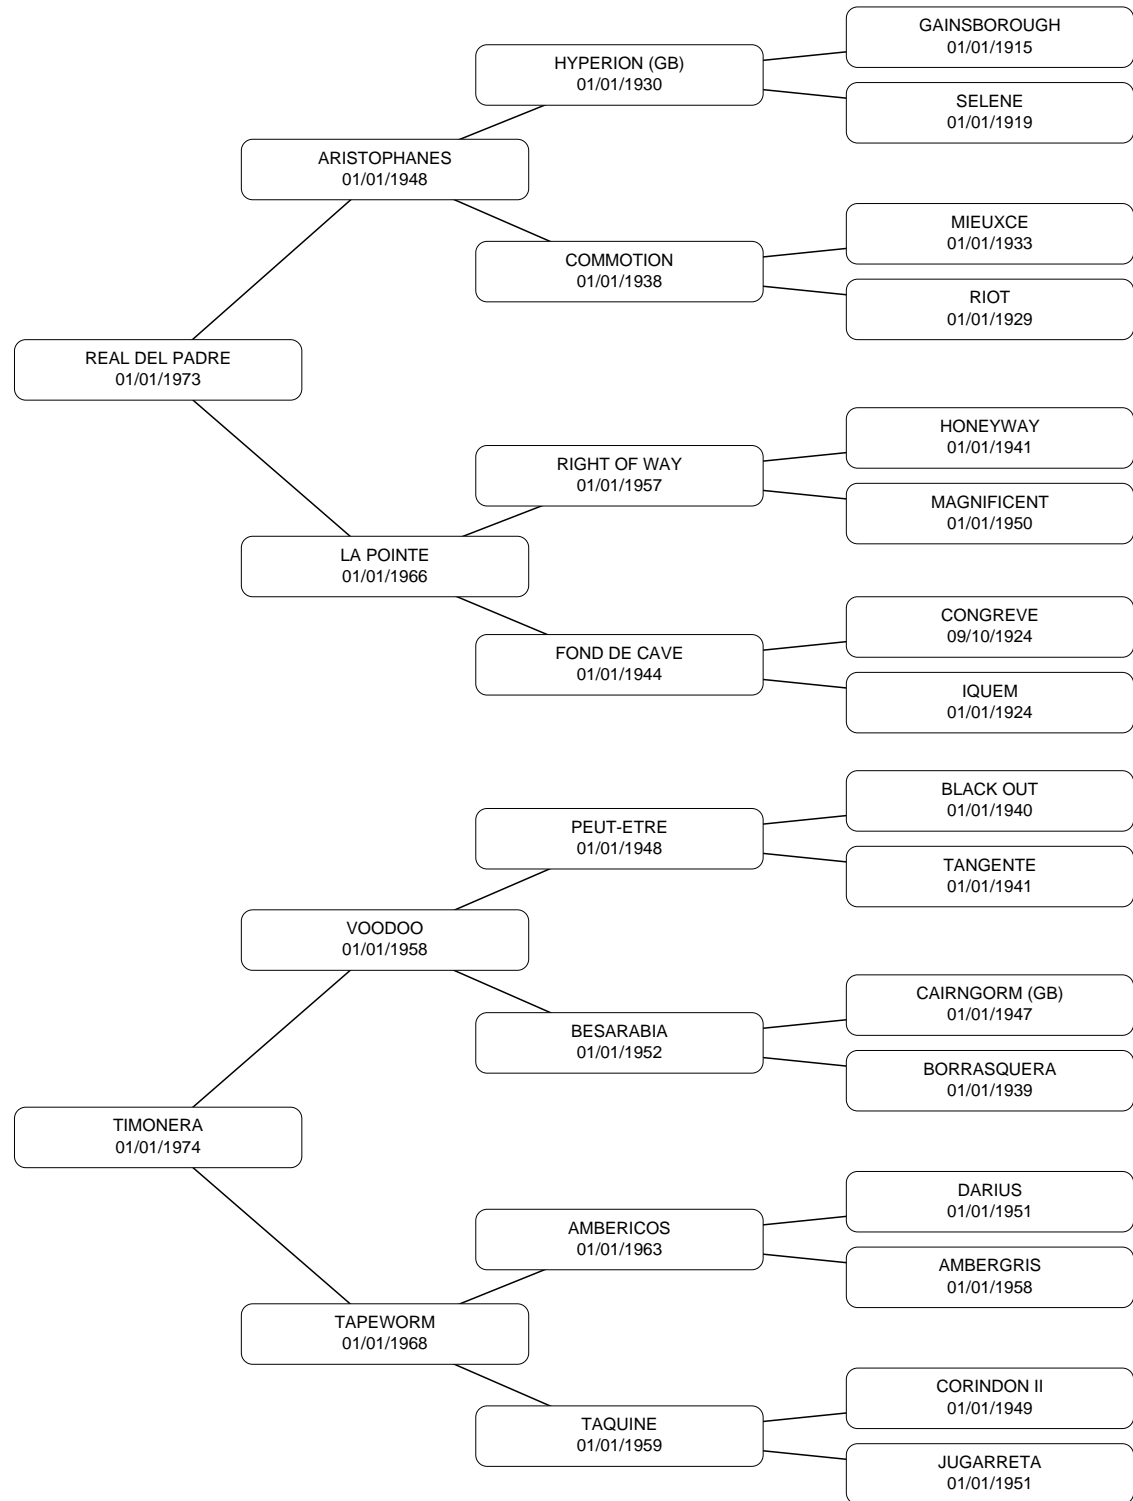 GAINSBOROUGH
01/01/1915
HYPERION (GB)
01/01/1930
SELENE
01/01/1919
ARISTOPHANES
01/01/1948
MIEUXCE
01/01/1933
COMMOTION
01/01/1938
RIOT
01/01/1929
REAL DEL PADRE
01/01/1973
HONEYWAY
01/01/1941
RIGHT OF WAY
01/01/1957
MAGNIFICENT
01/01/1950
LA POINTE
01/01/1966
CONGREVE
09/10/1924
FOND DE CAVE
01/01/1944
IQUEM
01/01/1924
BLACK OUT
01/01/1940
PEUT-ETRE
01/01/1948
TANGENTE
01/01/1941
VOODOO
01/01/1958
CAIRNGORM (GB)
01/01/1947
BESARABIA
01/01/1952
BORRASQUERA
01/01/1939
TIMONERA
01/01/1974
DARIUS
01/01/1951
AMBERICOS
01/01/1963
AMBERGRIS
01/01/1958
TAPEWORM
01/01/1968
CORINDON II
01/01/1949
TAQUINE
01/01/1959
JUGARRETA
01/01/1951